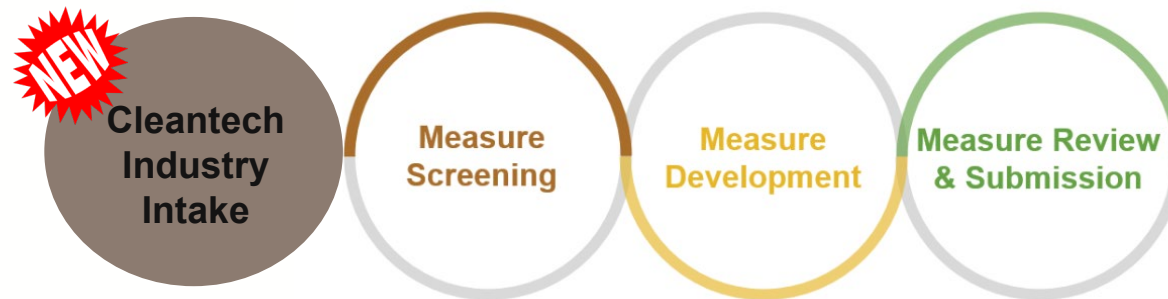 NEW
Cleantech
Industry
Intake
Measure
Screening
Measure
Development
Measure Review
& Submission